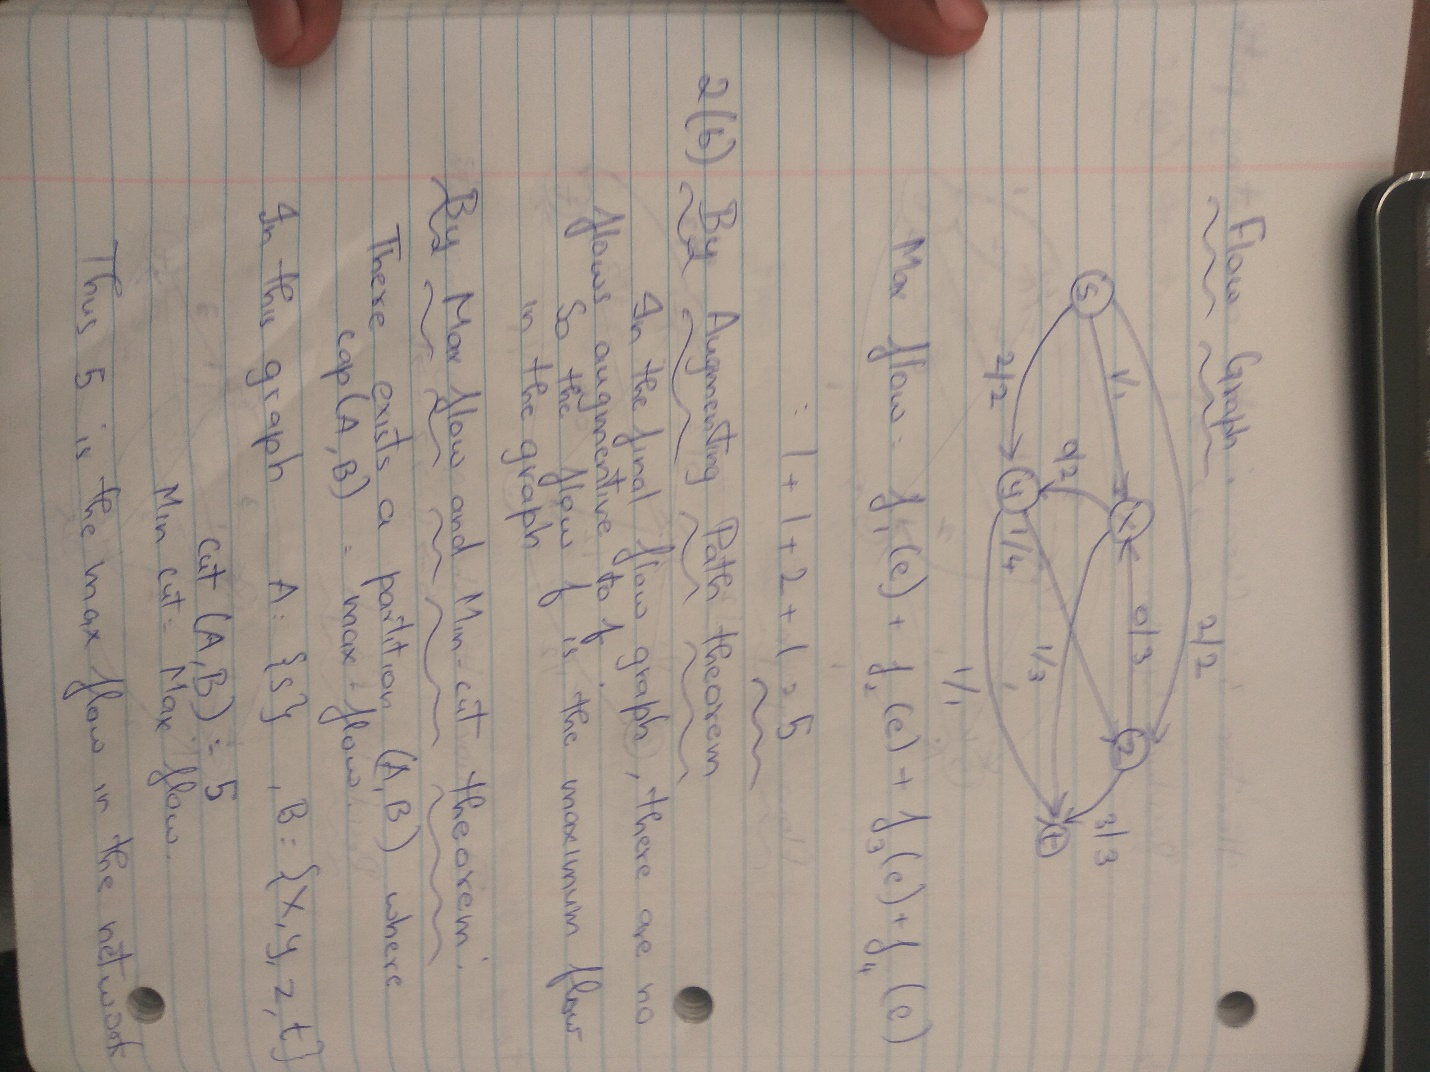 Flow Graph.
2/2
s
1/1
x
0/3
z
3/3
0/2
1/3
t
2/2
y
1/4
1/1
Max flow = f1(e) + f2(e) + f3(e) + f4(e)
= 1 + 1 + 2 + 1 = 5
2(b) By Augmenting Path theorem
In the final flow graph, there are no
flows augmentive to f.
So the flow f is the maximum flow
in the graph
By Max flow and Min-cut theorem.
There exists a partition (A,B) where
cap(A,B) = max flow.
In this graph A = {s}, B = {x,y,z,t}
cut (A,B) = 5
Min cut = Max flow.
Thus 5 is the max flow in the network